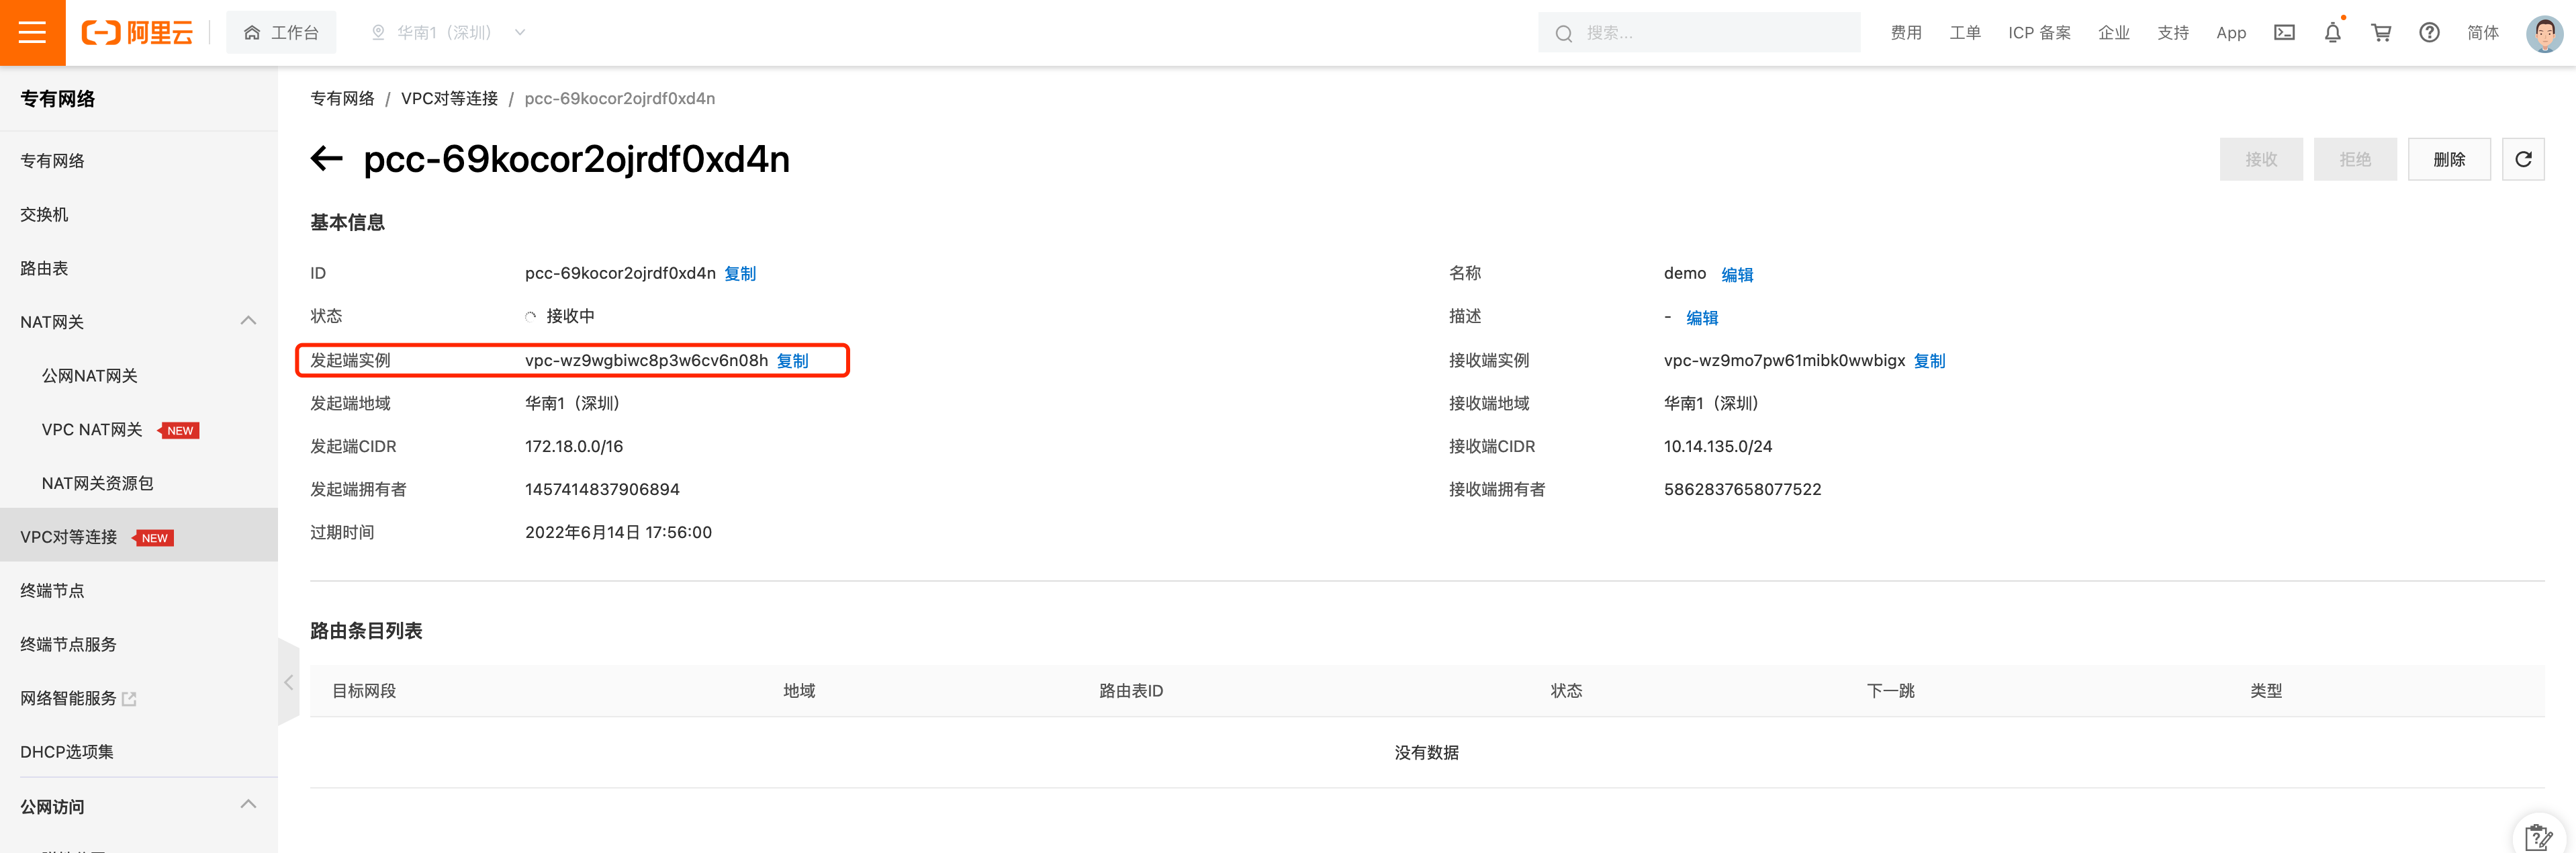 阿里云 工作台 华南1（深圳） 搜索... 费用 工单 ICP 备案 企业 支持 App 简体
专有网络
专有网络
交换机
路由表
NAT网关
公网NAT网关
VPC NAT网关 NEW
NAT网关资源包
VPC对等连接 NEW
终端节点
终端节点服务
网络智能服务
DHCP选项集
公网访问
专有网络 / VPC对等连接 / pcc-69kocor2ojrdf0xd4n
pcc-69kocor2ojrdf0xd4n 接收 拒绝 删除
基本信息
ID pcc-69kocor2ojrdf0xd4n 复制 名称 demo 编辑
状态 接收中 描述 - 编辑
发起端实例 vpc-wz9wgbiwc8p3w6cv6n08h 复制 接收端实例 vpc-wz9mo7pw61mibk0wwbigx 复制
发起端地域 华南1（深圳） 接收端地域 华南1（深圳）
发起端CIDR 172.18.0.0/16 接收端CIDR 10.14.135.0/24
发起端拥有者 1457414837906894 接收端拥有者 5862837658077522
过期时间 2022年6月14日 17:56:00
路由条目列表
目标网段 地域 路由表ID 状态 下一跳 类型
没有数据